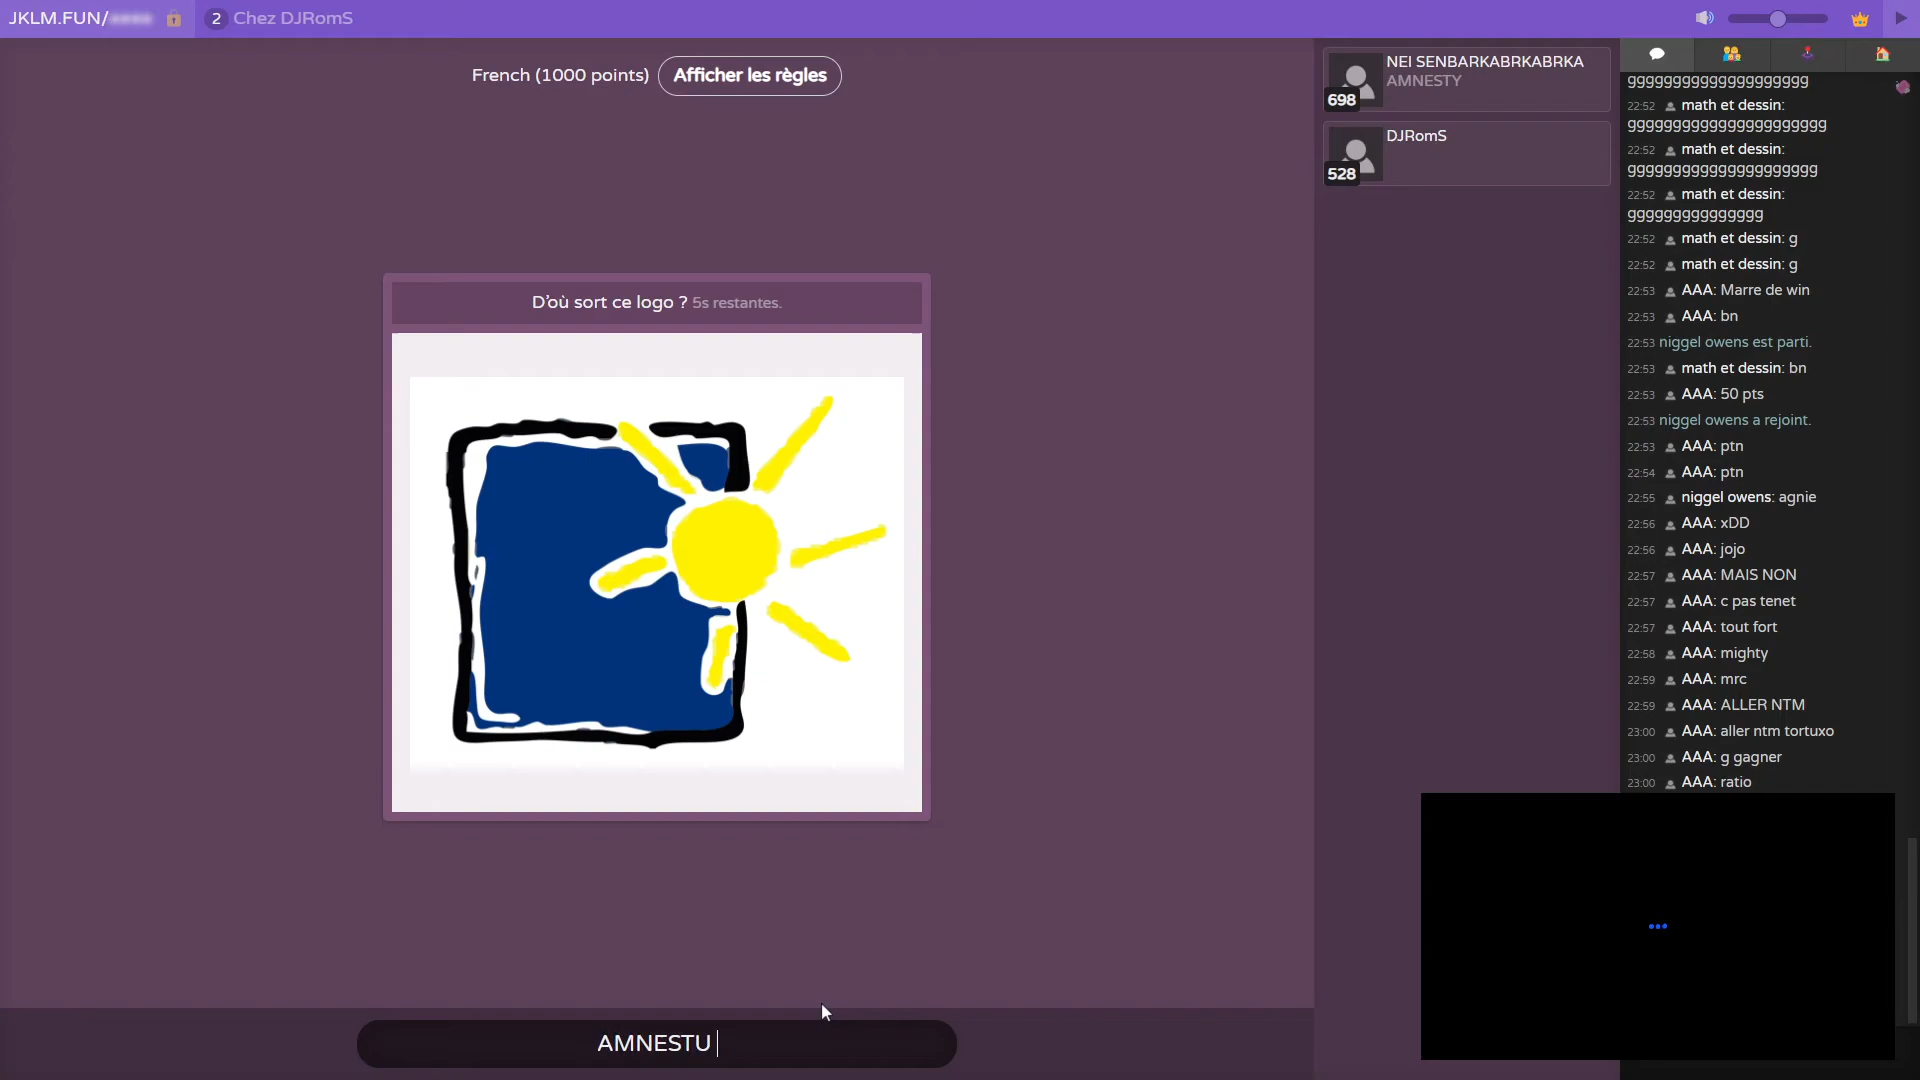 JKLM.FUN/
2 Chez DJRomS
French (1000 points) Afficher les règles
D'où sort ce logo ? 5s restantes.
AMNESTU
NEI SENBARKABRKABRKA
AMNESTY
698
DJRomS
528
gggggggggggggggggggg
22:52 math et dessin:
gggggggggggggggggggggg
22:52 math et dessin:
ggggggggggggggggggggg
22:52 math et dessin:
ggggggggggggggg
22:52 math et dessin: g
22:52 math et dessin: g
22:53 AAA: Marre de win
22:53 AAA: bn
22:53 niggel owens est parti.
22:53 math et dessin: bn
22:53 AAA: 50 pts
22:53 niggel owens a rejoint.
22:53 AAA: ptn
22:54 AAA: ptn
22:55 niggel owens: agnie
22:56 AAA: xDD
22:56 AAA: jojo
22:57 AAA: MAIS NON
22:57 AAA: c pas tenet
22:57 AAA: tout fort
22:58 AAA: mighty
22:59 AAA: mrc
22:59 AAA: ALLER NTM
23:00 AAA: aller ntm tortuxo
23:00 AAA: g gagner
23:00 AAA: ratio